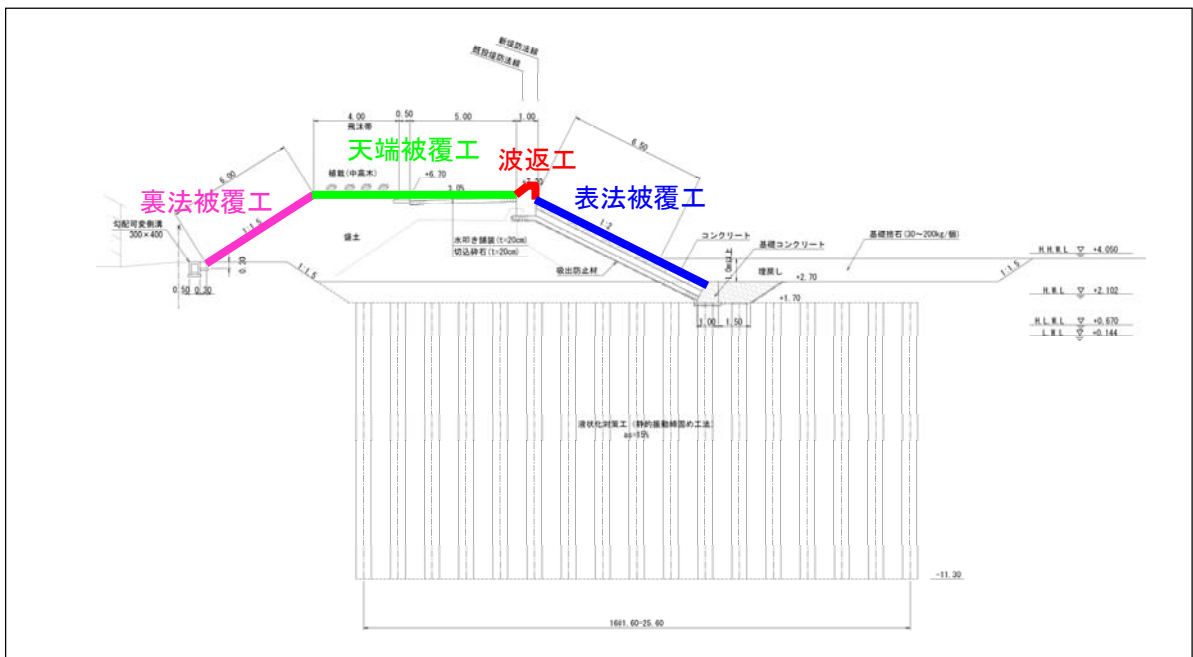 新堤防法線
既設堤防法線
4.00
0.50
5.00
1.00
飛沫帯
6.50
天端被覆工
波返工
植栽(中高木)
+6.70
6.00
裏法被覆工
表法被覆工
3.05
1:1.5
1:2
勾配可変側溝
300×400
盛土
水叩き舗装(t=20cm)
切込砕石(t=20cm)
コンクリート
基礎コンクリート
基礎捨石(30～200kg/個)
H.H.W.L
+4.050
吸出防止材
埋戻し
1:1.5
1:1.5
+2.70
0.50
0.30
H.W.L
+2.102
+1.70
1.00
1.50
H.L.W.L
+0.670
L.W.L
+0.144
液状化対策工 (静的振動締固め工法)
as=15%
-11.30
16@1.60=25.60